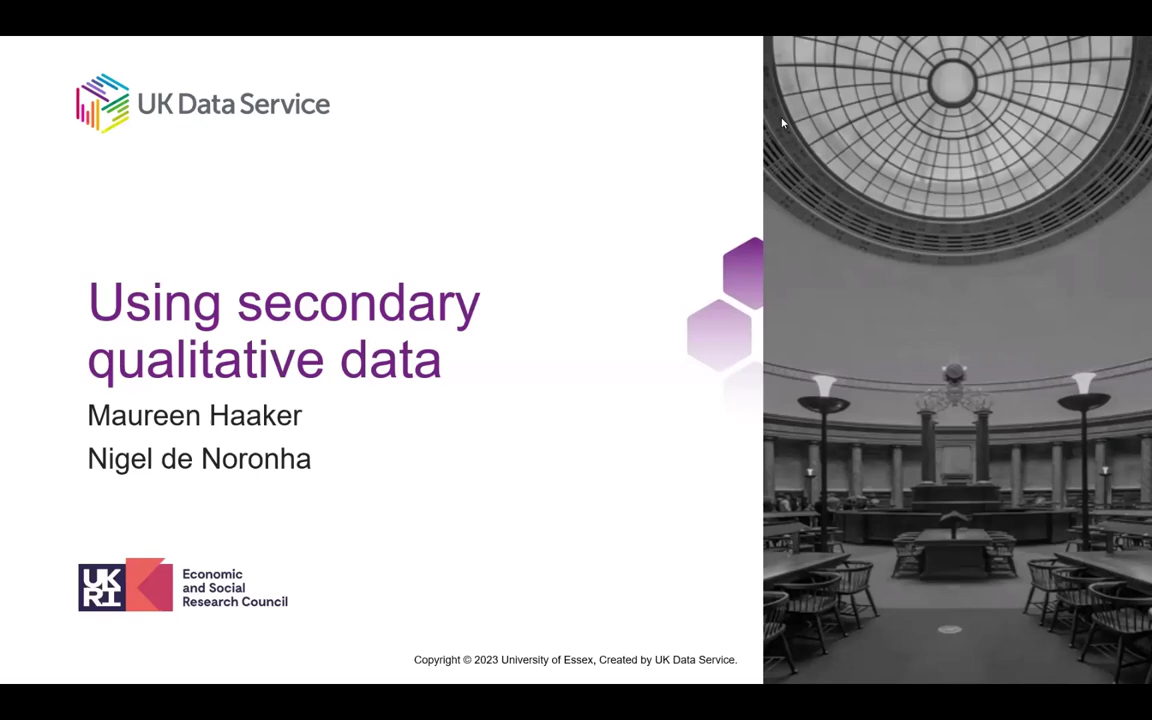 UK Data Service
Using secondary
qualitative data
Maureen Haaker
Nigel de Noronha
UK
RI
Economic
and Social
Research Council
Copyright © 2023 University of Essex, Created by UK Data Service.